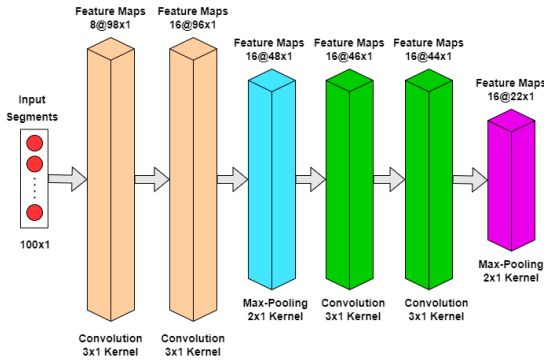 Feature Maps
8@98x1
Feature Maps
16@96x1
Feature Maps
16@48x1
Feature Maps
16@46x1
Feature Maps
16@44x1
Feature Maps
16@22x1
Input
Segments
100x1
Convolution
3x1 Kernel
Convolution
3x1 Kernel
Max-Pooling
2x1 Kernel
Convolution
3x1 Kernel
Convolution
3x1 Kernel
Max-Pooling
2x1 Kernel